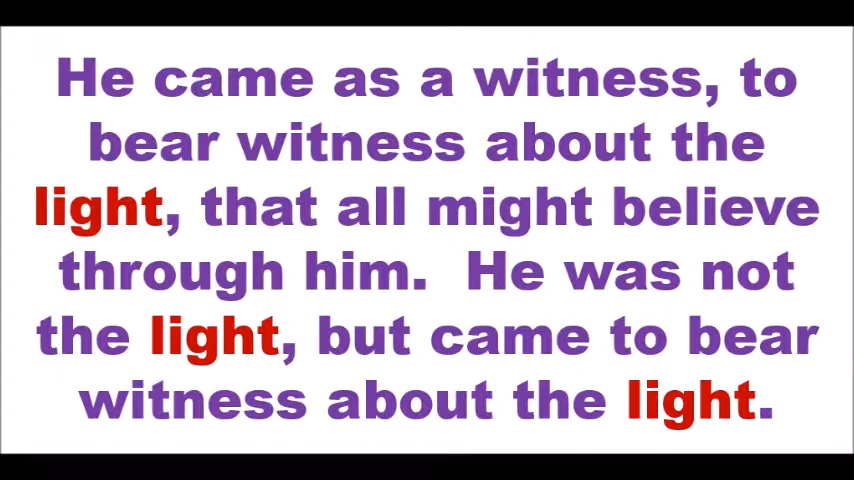 He came as a witness, to
bear witness about the
light, that all might believe
through him.  He was not
the light, but came to bear
witness about the light.